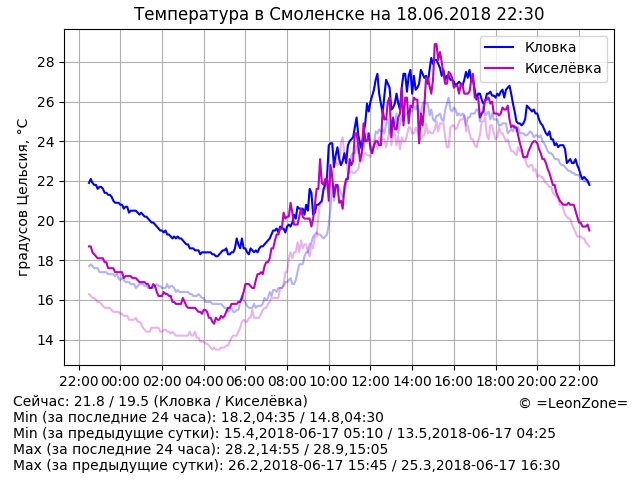 Температура в Смоленске на 18.06.2018 22:30
Кловка
Киселёвка
градусов Цельсия, °C
28
26
24
22
20
18
16
14
22:00 00:00 02:00 04:00 06:00 08:00 10:00 12:00 14:00 16:00 18:00 20:00 22:00
Сейчас: 21.8 / 19.5 (Кловка / Киселёвка)
© =LeonZone=
Min (за последние 24 часа): 18.2,04:35 / 14.8,04:30
Min (за предыдущие сутки): 15.4,2018-06-17 05:10 / 13.5,2018-06-17 04:25
Max (за последние 24 часа): 28.2,14:55 / 28.9,15:05
Max (за предыдущие сутки): 26.2,2018-06-17 15:45 / 25.3,2018-06-17 16:30